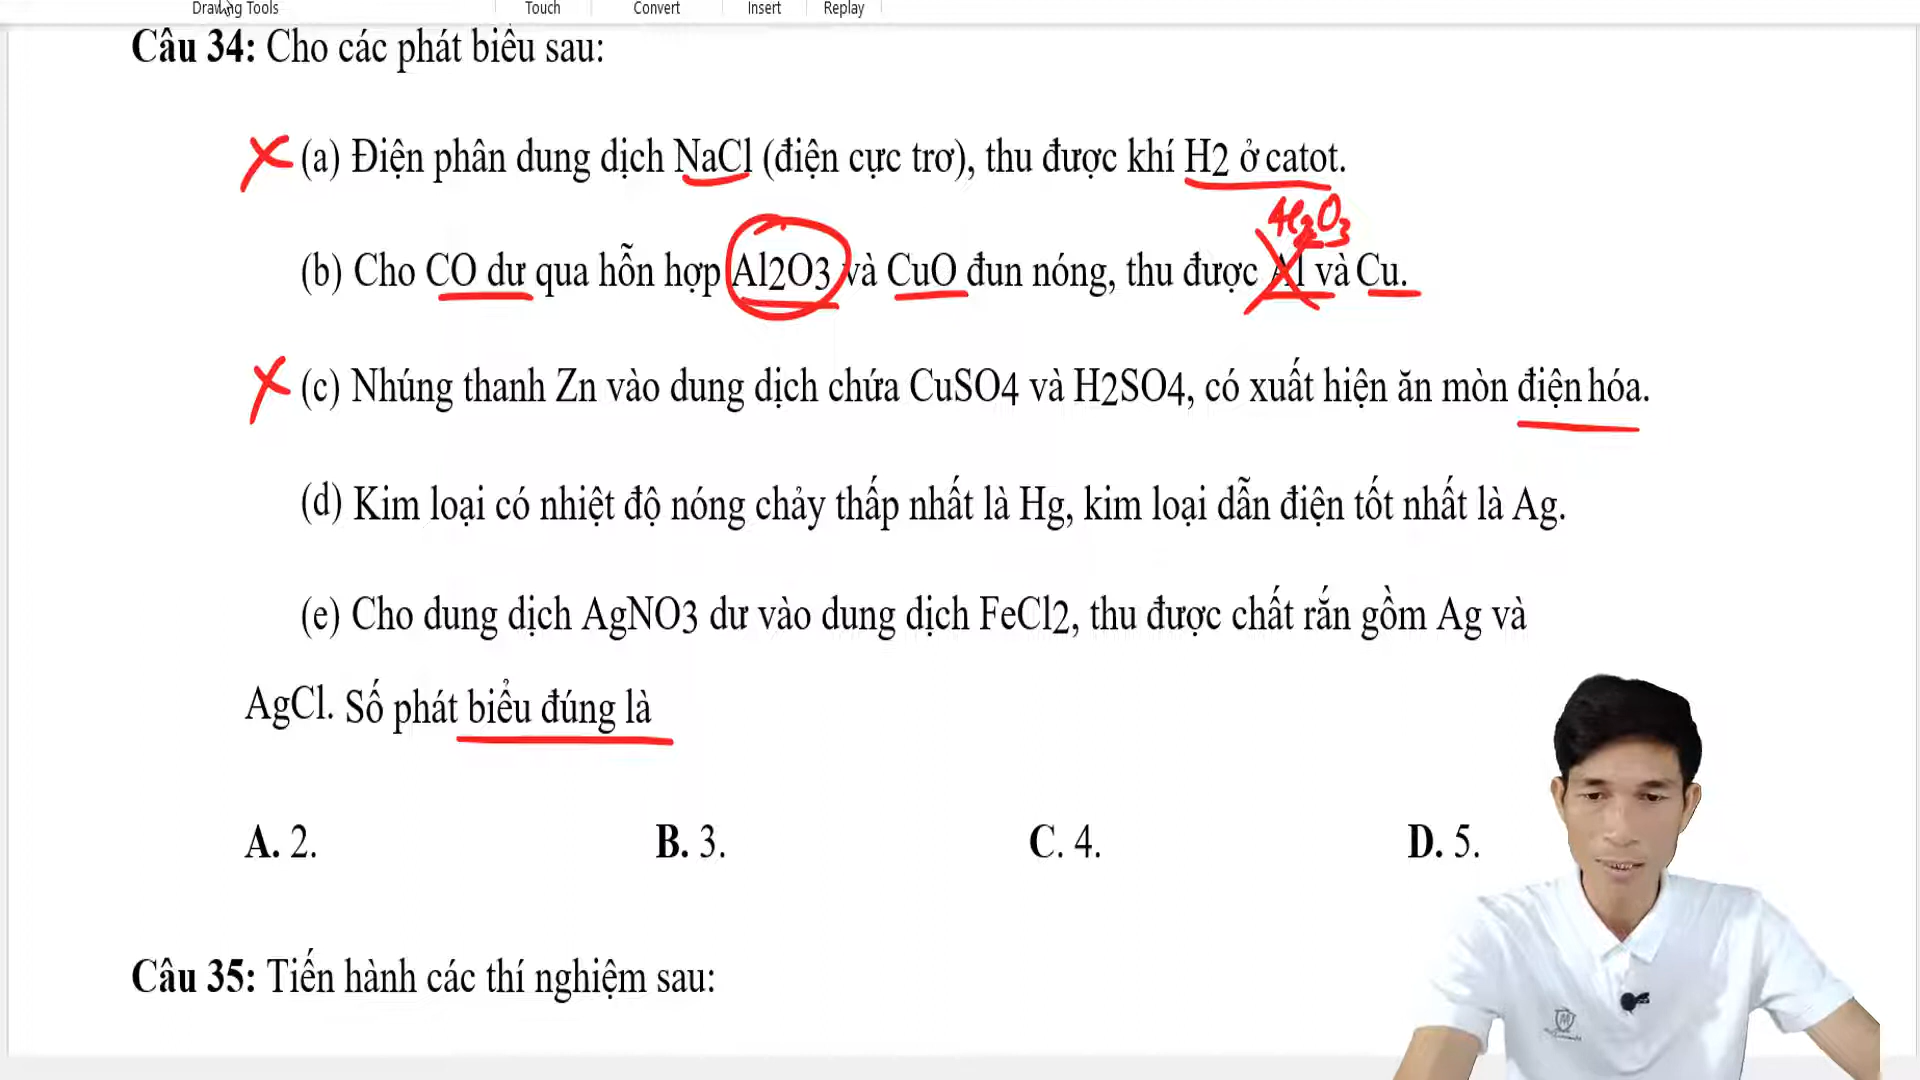 Drawing Tools Touch Convert Insert Replay
Câu 34: Cho các phát biểu sau:
(a) Điện phân dung dịch NaCl (điện cực trơ), thu được khí H2 ở catot.
Al2O3
(b) Cho CO dư qua hỗn hợp Al2O3 và CuO đun nóng, thu được Al và Cu.
(c) Nhúng thanh Zn vào dung dịch chứa CuSO4 và H2SO4, có xuất hiện ăn mòn điện hóa.
(d) Kim loại có nhiệt độ nóng chảy thấp nhất là Hg, kim loại dẫn điện tốt nhất là Ag.
(e) Cho dung dịch AgNO3 dư vào dung dịch FeCl2, thu được chất rắn gồm Ag và
AgCl. Số phát biểu đúng là
A. 2. B. 3. C. 4. D. 5.
Câu 35: Tiến hành các thí nghiệm sau: